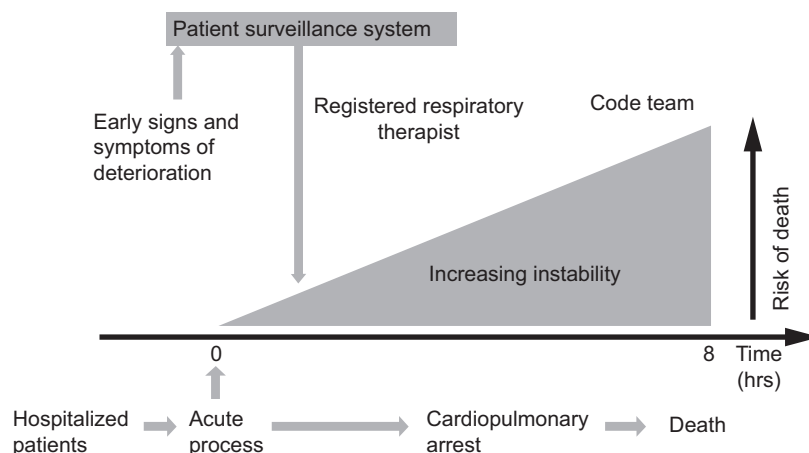 Patient surveillance system
Early signs and
symptoms of
deterioration
Registered respiratory
therapist
Code team
Increasing instability
Risk of death
0
8
Time
(hrs)
Hospitalized
patients
Acute
process
Cardiopulmonary
arrest
Death